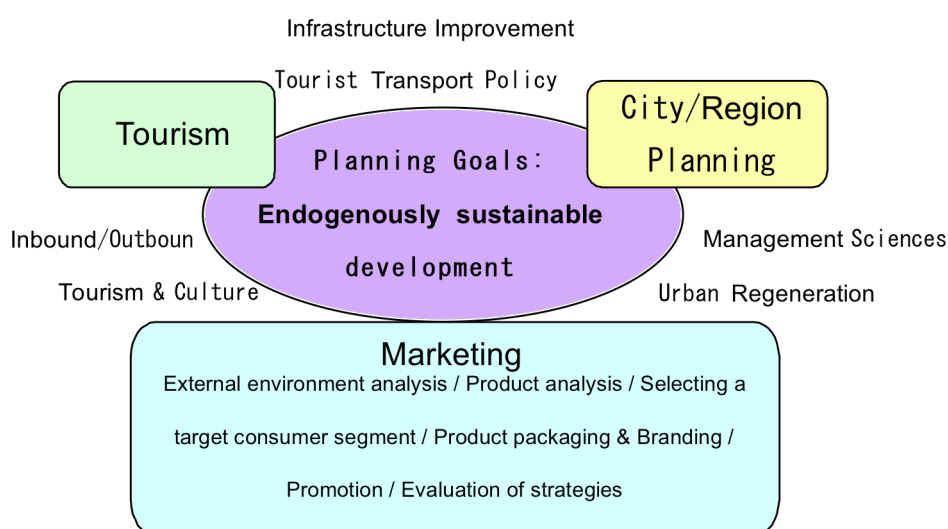 Infrastructure Improvement
Tourist Transport Policy
Tourism
City/Region
Planning
Planning Goals:
Endogenously sustainable
development
Inbound/Outboun
Tourism & Culture
Management Sciences
Urban Regeneration
Marketing
External environment analysis / Product analysis / Selecting a
target consumer segment / Product packaging & Branding /
Promotion / Evaluation of strategies